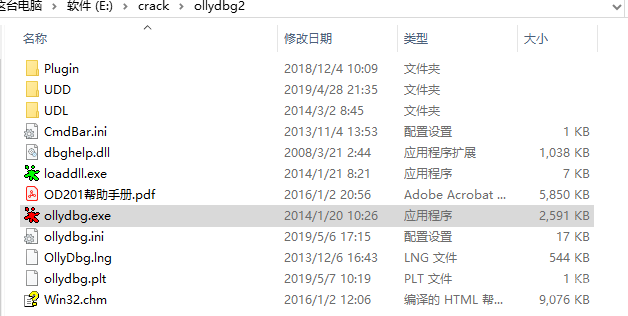 这台电脑 › 软件 (E:) › crack › ollydbg2
名称 修改日期 类型 大小
Plugin 2018/12/4 10:09 文件夹
UDD 2019/4/28 21:35 文件夹
UDL 2014/3/2 8:45 文件夹
CmdBar.ini 2013/11/4 13:53 配置设置 1 KB
dbghelp.dll 2008/3/21 2:44 应用程序扩展 1,038 KB
loaddll.exe 2014/1/21 8:21 应用程序 7 KB
OD201帮助手册.pdf 2016/1/2 20:56 Adobe Acrobat ... 5,850 KB
ollydbg.exe 2014/1/20 10:26 应用程序 2,591 KB
ollydbg.ini 2019/5/6 17:15 配置设置 17 KB
OllyDbg.lng 2013/12/6 16:43 LNG 文件 544 KB
ollydbg.plt 2019/5/7 10:19 PLT 文件 1 KB
Win32.chm 2016/1/2 12:06 编译的 HTML 帮... 9,076 KB